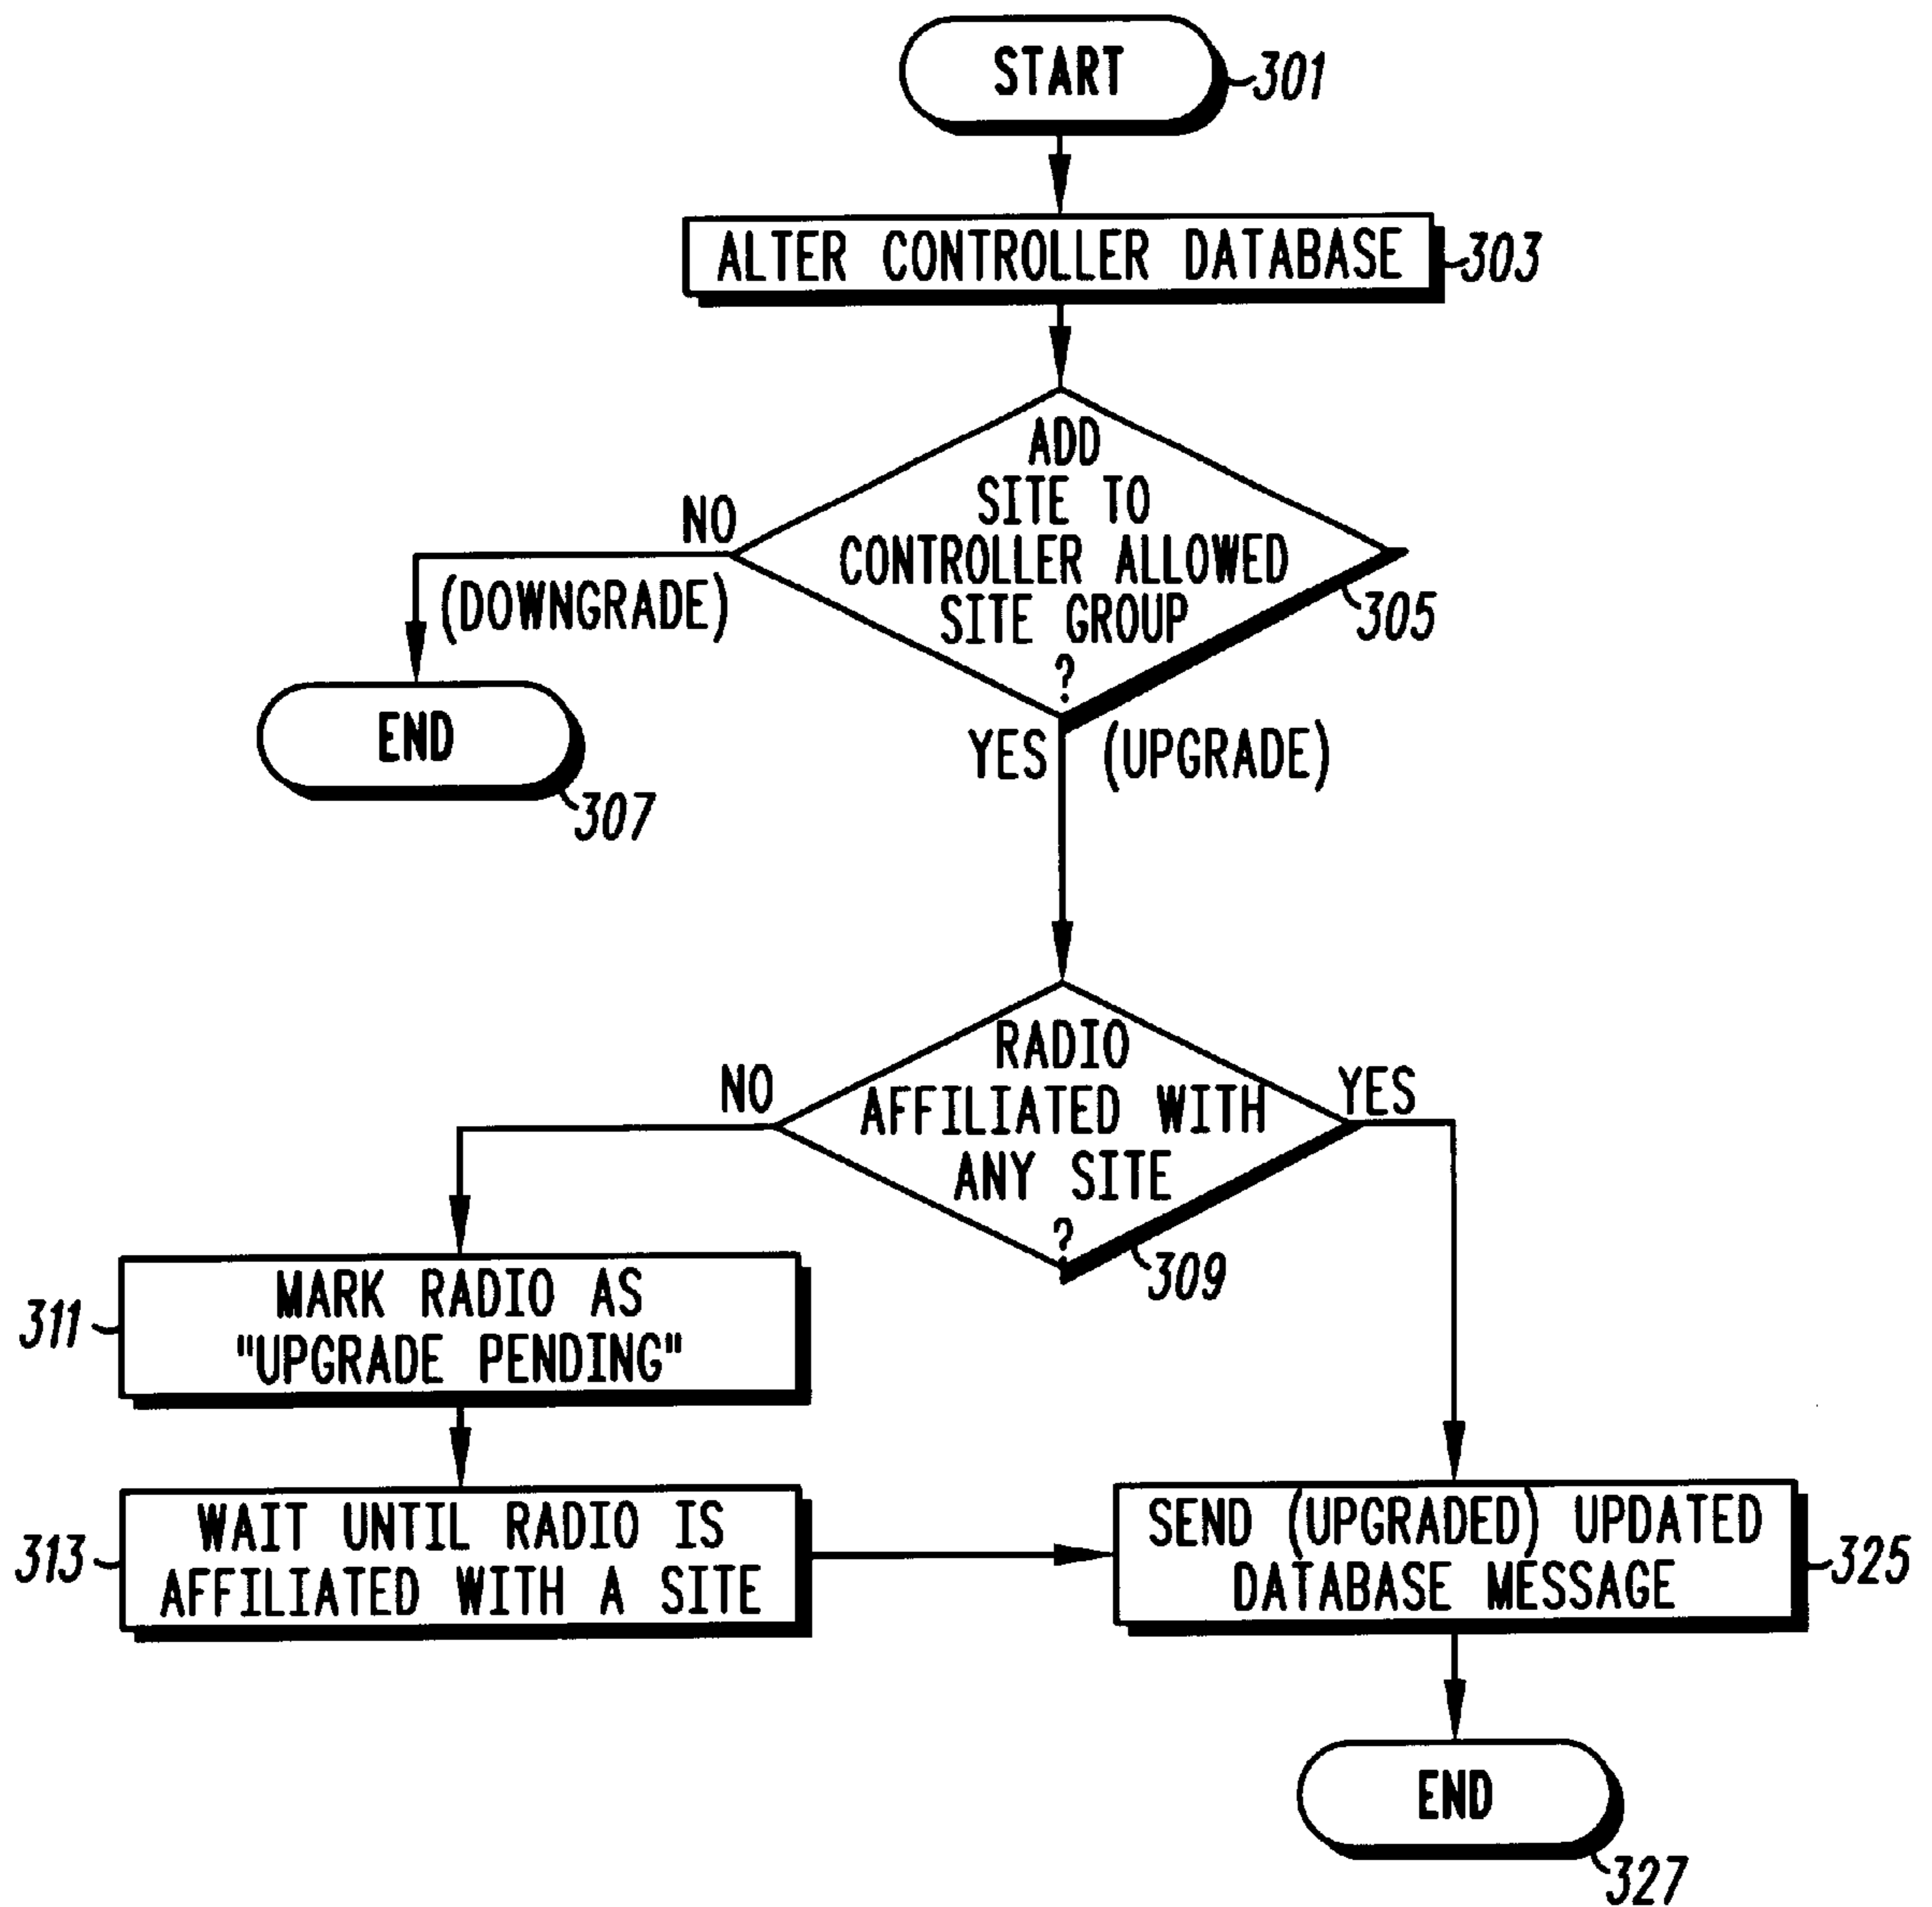 START
301
ALTER CONTROLLER DATABASE
303
ADD
SITE TO
CONTROLLER ALLOWED
SITE GROUP
?
305
NO
(DOWNGRADE)
END
307
YES (UPGRADE)
RADIO
AFFILIATED WITH
ANY SITE
?
309
NO
YES
MARK RADIO AS
"UPGRADE PENDING"
311
WAIT UNTIL RADIO IS
AFFILIATED WITH A SITE
313
SEND (UPGRADED) UPDATED
DATABASE MESSAGE
325
END
327